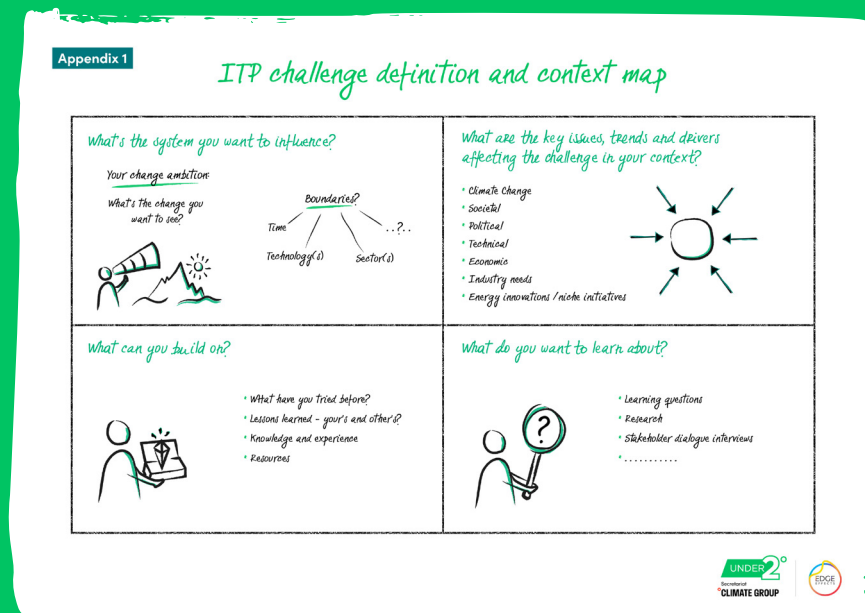 Appendix 1
ITP challenge definition and context map
What's the system you want to influence?
Your change ambition:
What's the change you
want to see?
Boundaries?
Time
..?..
Technology(s)
Sector(s)
What are the key issues, trends and drivers
affecting the challenge in your context?
• Climate Change
• Societal
• Political
• Technical
• Economic
• Industry needs
• Energy innovations / niche initiatives
What can you build on?
• What have you tried before?
• Lessons learned - your's and other's?
• Knowledge and experience
• Resources
What do you want to learn about?
?
• Learning questions
• Research
• Stakeholder dialogue interviews
• ...........
UNDER2°
Secretariat
°CLIMATE GROUP
EDGE
EFFECTS